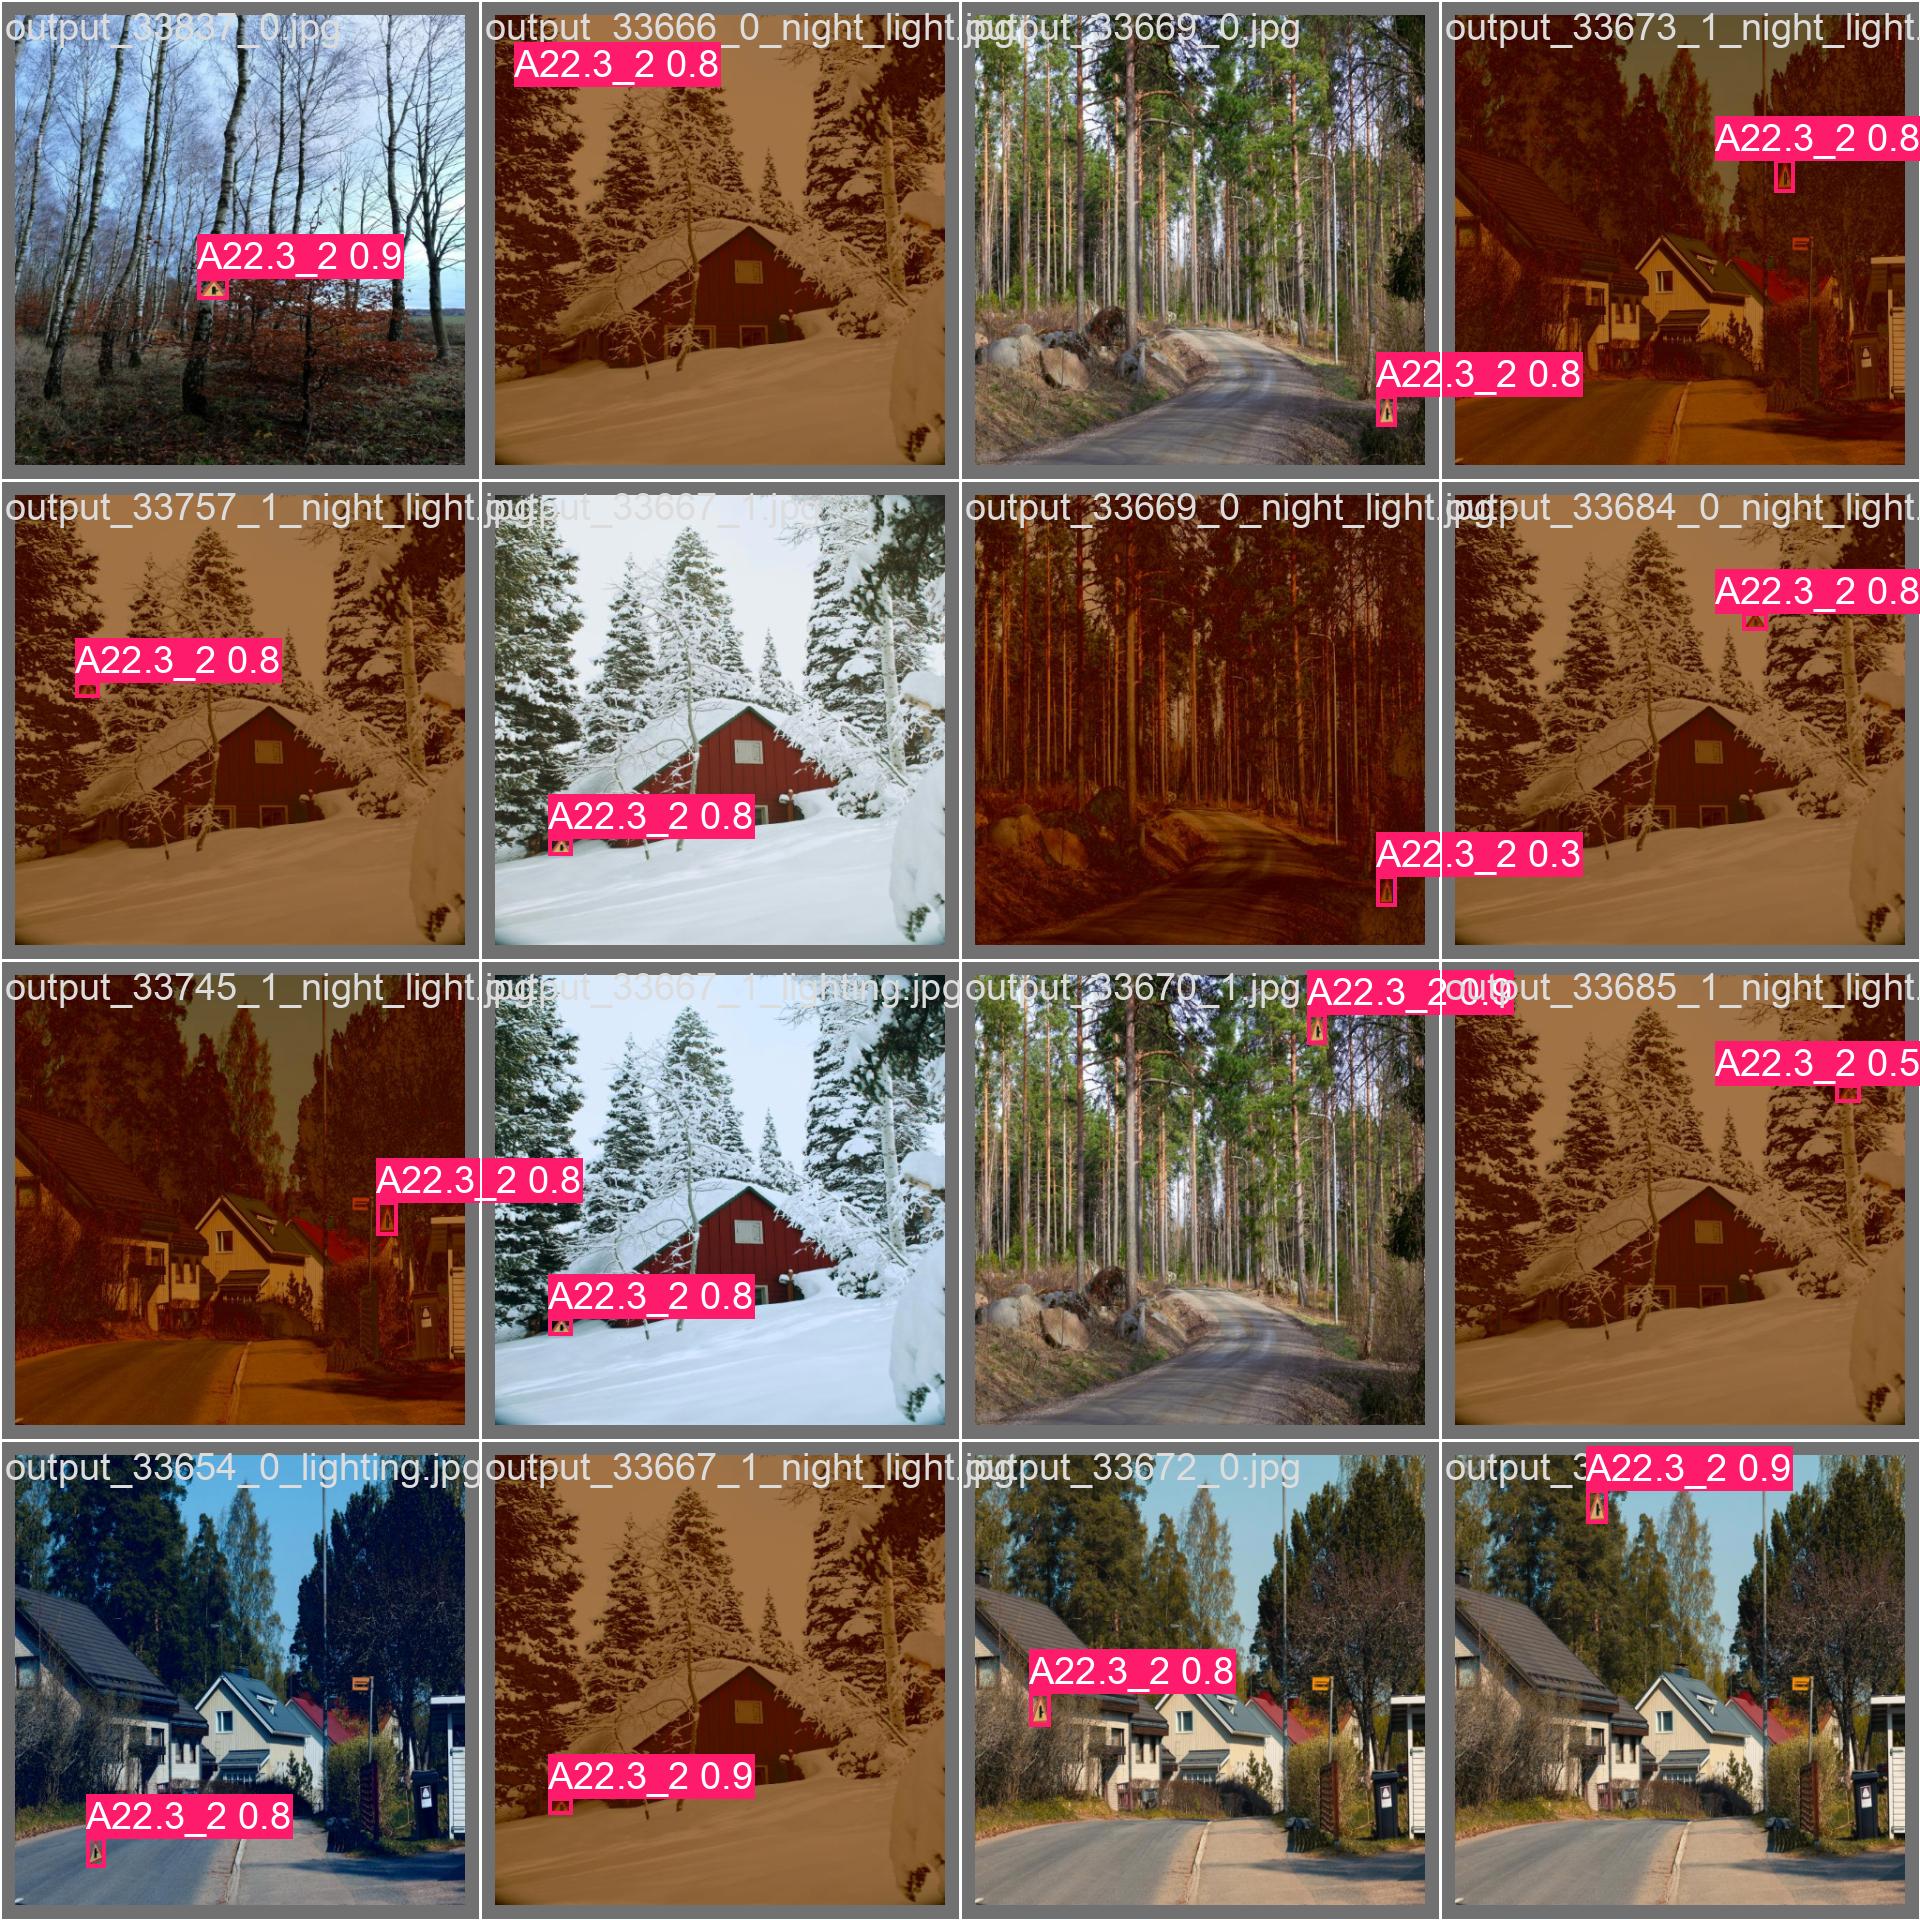 output_33837_0.jpg
A22.3_2 0.9
output_33666_0_night_light.jpg
A22.3_2 0.8
output_33669_0.jpg
A22.3_2 0.8
output_33673_1_night_light.
A22.3_2 0.8
output_33757_1_night_light.jpg
A22.3_2 0.8
output_33667_1.jpg
A22.3_2 0.8
output_33669_0_night_light.jpg
A22.3_2 0.3
output_33684_0_night_light.
A22.3_2 0.8
output_33745_1_night_light.jpg
A22.3_2 0.8
output_33667_1_lighting.jpg
A22.3_2 0.8
output_33670_1.jpg
A22.3_2 0.9
output_33685_1_night_light.
A22.3_2 0.5
output_33654_0_lighting.jpg
A22.3_2 0.8
output_33667_1_night_light.jpg
A22.3_2 0.9
output_33672_0.jpg
A22.3_2 0.8
output_3
A22.3_2 0.9